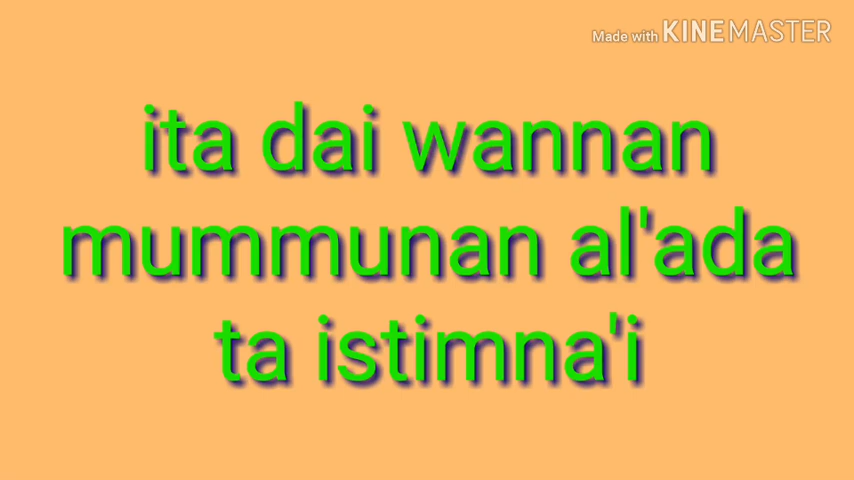 Made with KINEMASTER
ita dai wannan
mummunan al'ada
ta istimna'i